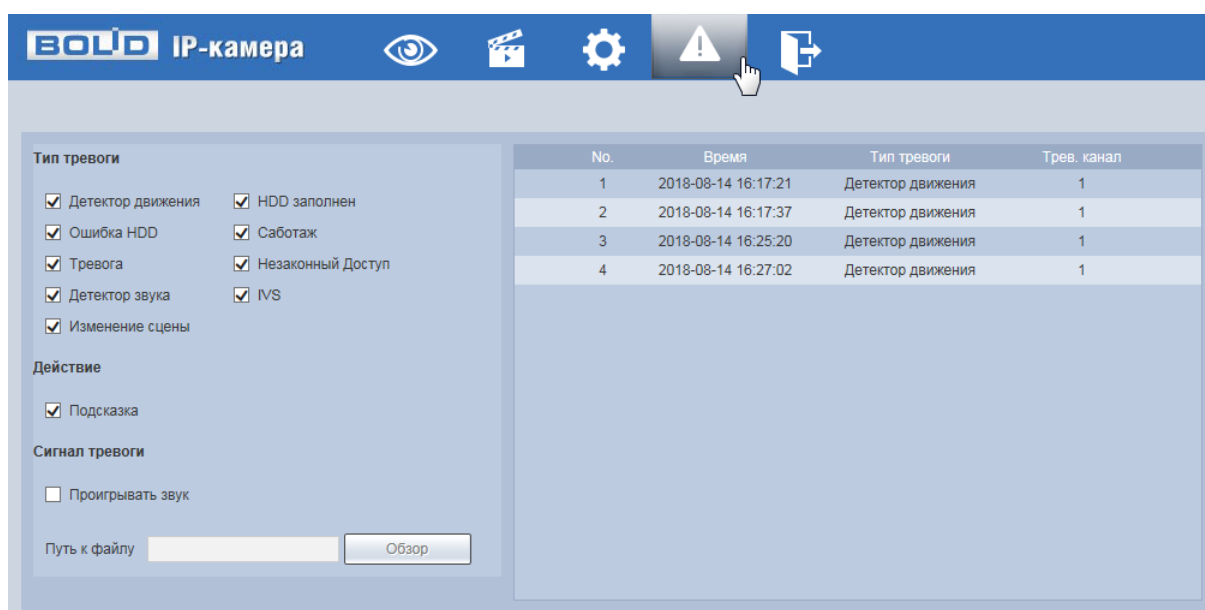 BOLID IP-камера
Тип тревоги
Детектор движения HDD заполнен
Ошибка HDD Саботаж
Тревога Незаконный Доступ
Детектор звука IVS
Изменение сцены
Действие
Подсказка
Сигнал тревоги
Проигрывать звук
Путь к файлу Обзор
No. Время Тип тревоги Трев. канал
1 2018-08-14 16:17:21 Детектор движения 1
2 2018-08-14 16:17:37 Детектор движения 1
3 2018-08-14 16:25:20 Детектор движения 1
4 2018-08-14 16:27:02 Детектор движения 1